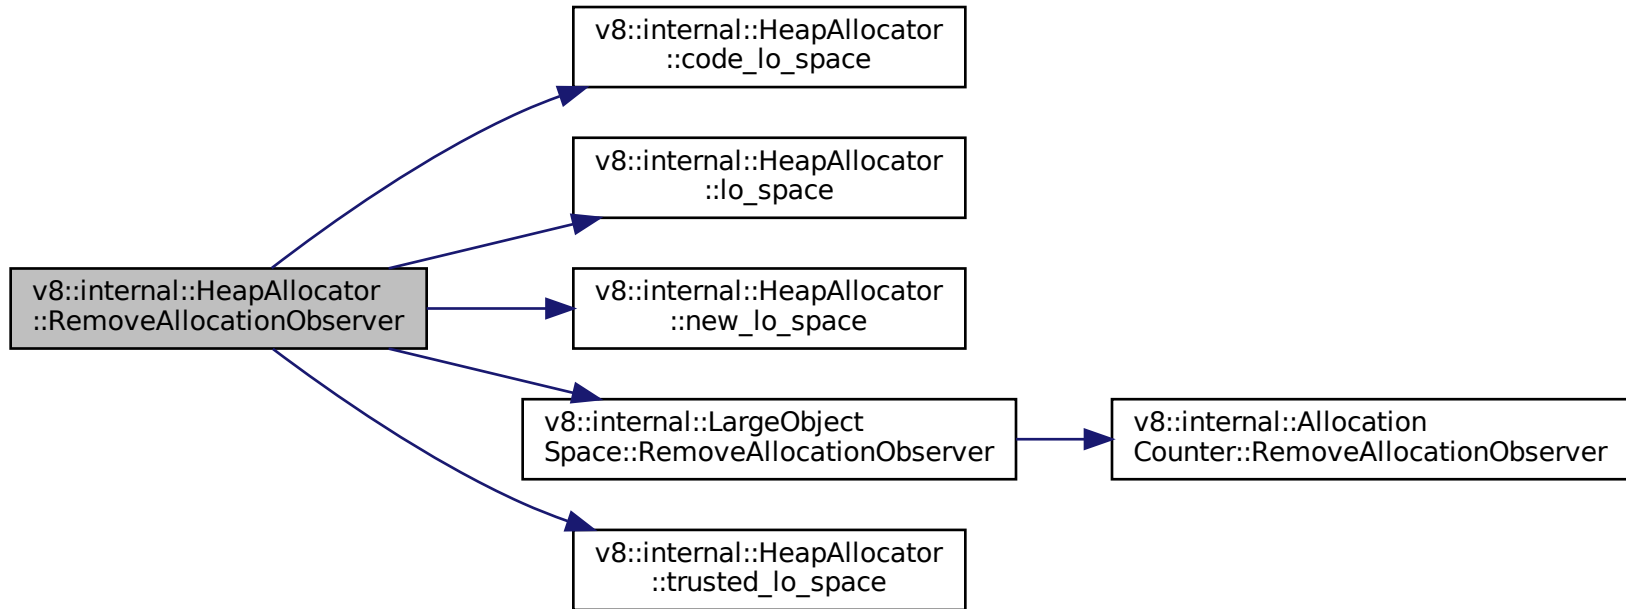 v8::internal::HeapAllocator
::code_lo_space
v8::internal::HeapAllocator
::lo_space
v8::internal::HeapAllocator
::RemoveAllocationObserver
v8::internal::HeapAllocator
::new_lo_space
v8::internal::LargeObject
Space::RemoveAllocationObserver
v8::internal::Allocation
Counter::RemoveAllocationObserver
v8::internal::HeapAllocator
::trusted_lo_space